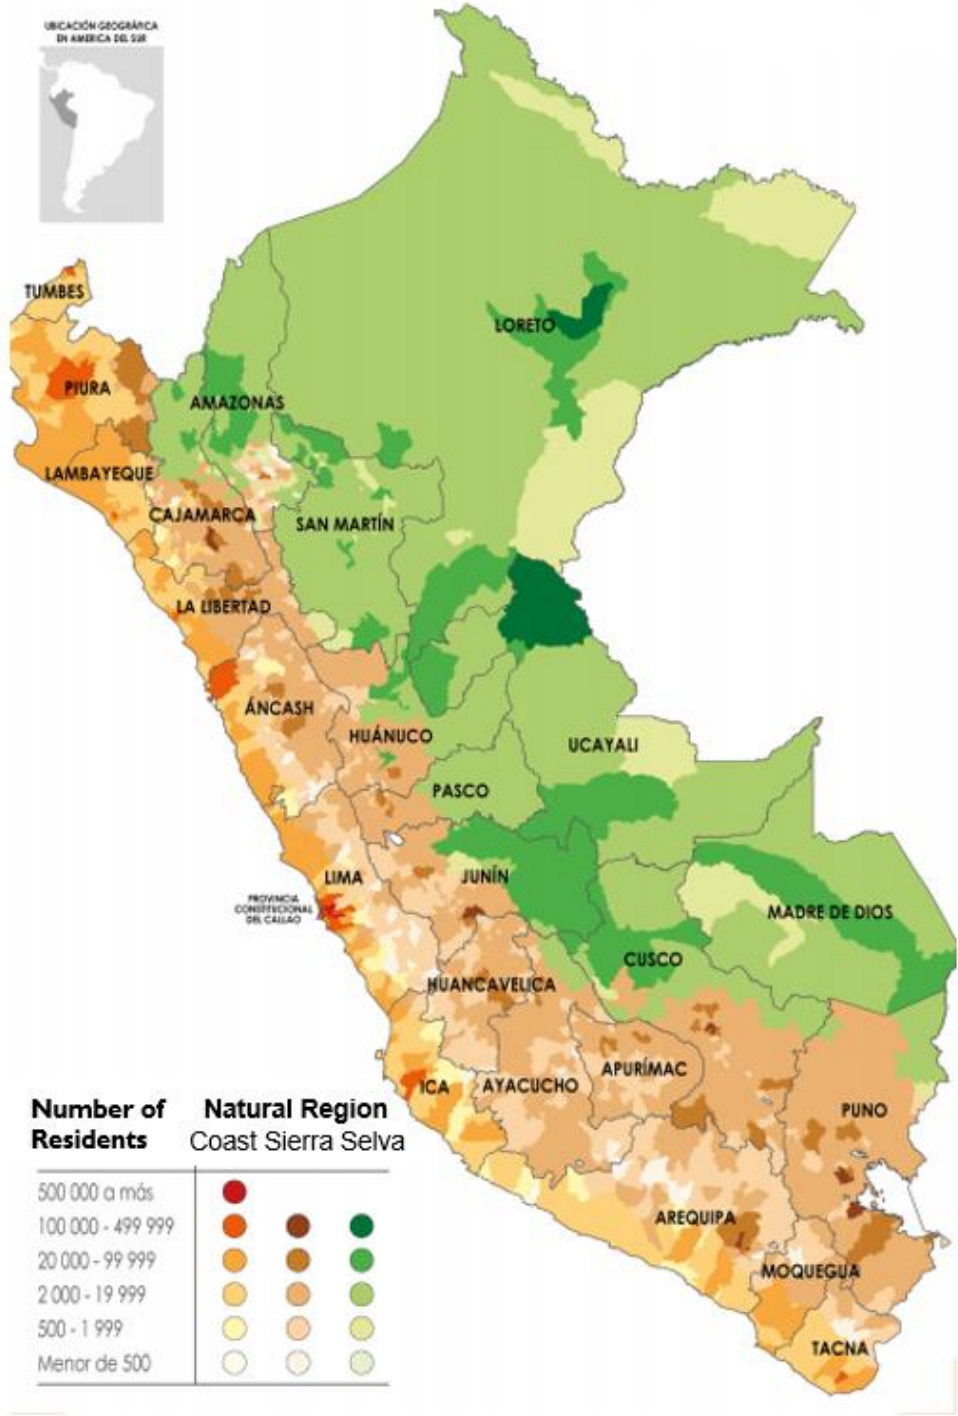 UBICACIÓN GEOGRÁFICA
EN AMERICA DEL SUR
TUMBES
PIURA
LORETO
AMAZONAS
LAMBAYEQUE
CAJAMARCA
SAN MARTÍN
LA LIBERTAD
ÁNCASH
HUÁNUCO
UCAYALI
PASCO
LIMA
JUNÍN
PROVINCIA
CONSTITUCIONAL
DEL CALLAO
MADRE DE DIOS
CUSCO
HUANCAVELICA
APURÍMAC
ICA
AYACUCHO
PUNO
AREQUIPA
MOQUEGUA
TACNA
Number of Residents
Natural Region
Coast Sierra Selva
500 000 a más
100 000 - 499 999
20 000 - 99 999
2 000 - 19 999
500 - 1 999
Menor de 500